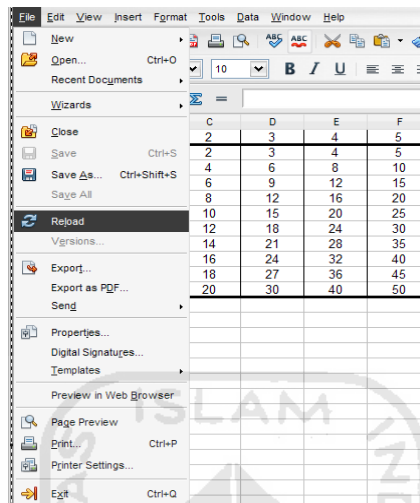 File Edit View Insert Format Tools Data Window Help
New
Open... Ctrl+O
Recent Documents
Wizards
Close
Save Ctrl+S
Save As... Ctrl+Shift+S
Save All
Reload
Versions...
Export...
Export as PDF...
Send
Properties...
Digital Signatures...
Templates
Preview in Web Browser
Page Preview
Print... Ctrl+P
Printer Settings...
Exit Ctrl+Q
ABC ABC
10 B I U
Σ =
C D E F
2 3 4 5
2 3 4 5
4 6 8 10
6 9 12 15
8 12 16 20
10 15 20 25
12 18 24 30
14 21 28 35
16 24 32 40
18 27 36 45
20 30 40 50
ISLAM